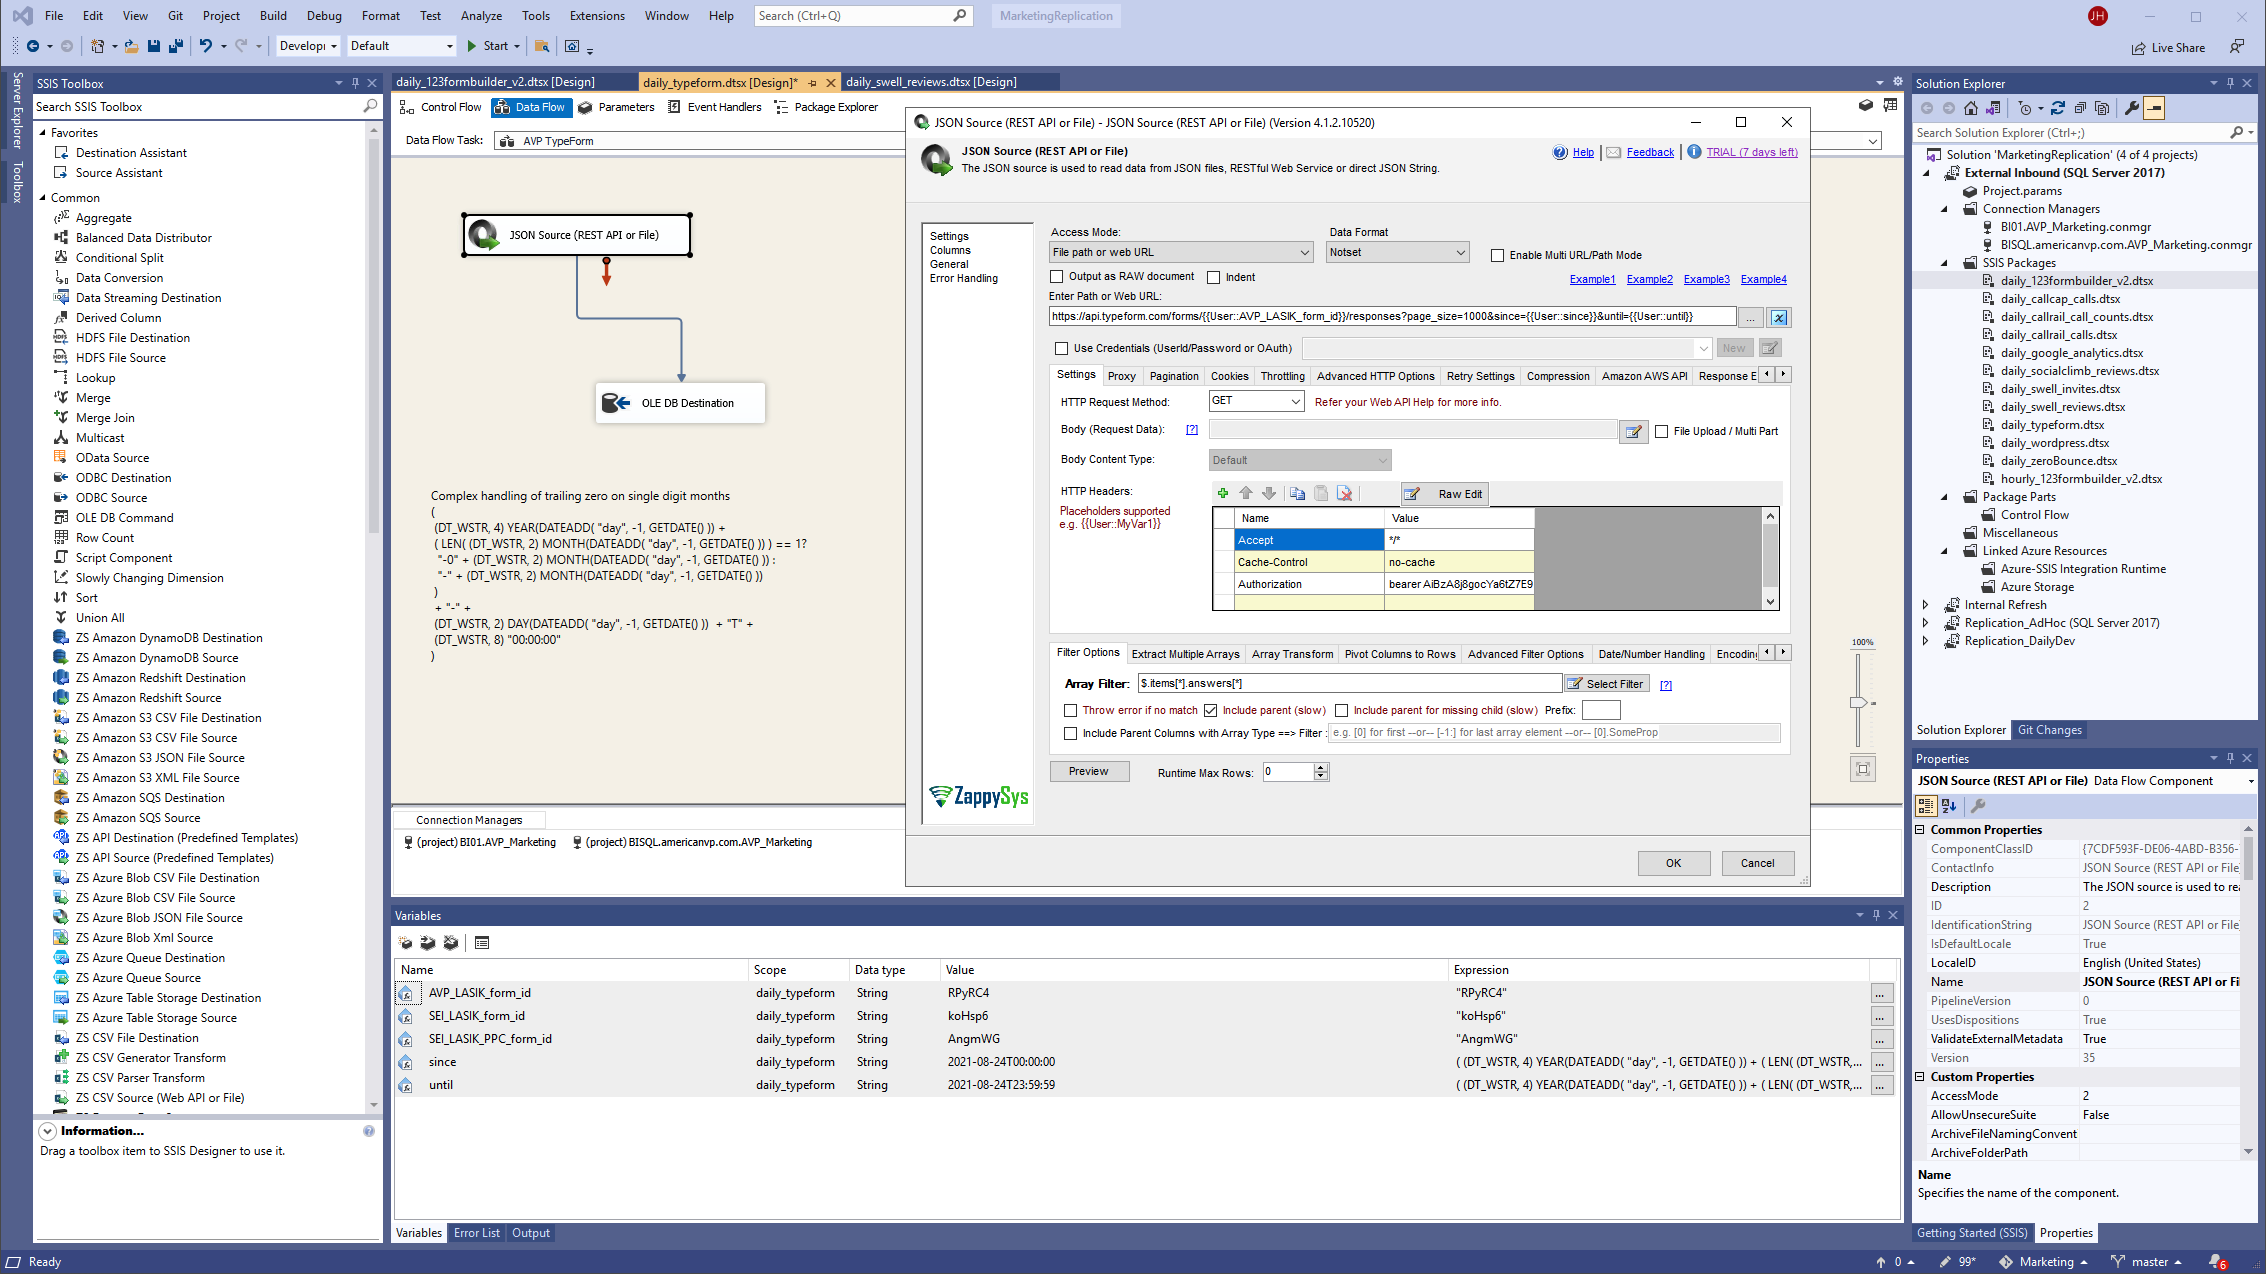 File Edit View Git Project Build Debug Format Test Analyze Tools Extensions Window Help Search (Ctrl+Q) MarketingReplication JH
Developi Default Start Live Share
Server Explorer
Toolbox
SSIS Toolbox
Search SSIS Toolbox
Favorites
Destination Assistant
Source Assistant
Common
Aggregate
Balanced Data Distributor
Conditional Split
Data Conversion
Data Streaming Destination
Derived Column
HDFS File Destination
HDFS File Source
Lookup
Merge
Merge Join
Multicast
OData Source
ODBC Destination
ODBC Source
OLE DB Command
Row Count
Script Component
Slowly Changing Dimension
Sort
Union All
ZS Amazon DynamoDB Destination
ZS Amazon DynamoDB Source
ZS Amazon Redshift Destination
ZS Amazon Redshift Source
ZS Amazon S3 CSV File Destination
ZS Amazon S3 CSV File Source
ZS Amazon S3 JSON File Source
ZS Amazon S3 XML File Source
ZS Amazon SQS Destination
ZS Amazon SQS Source
ZS API Destination (Predefined Templates)
ZS API Source (Predefined Templates)
ZS Azure Blob CSV File Destination
ZS Azure Blob CSV File Source
ZS Azure Blob JSON File Source
ZS Azure Blob Xml Source
ZS Azure Queue Destination
ZS Azure Queue Source
ZS Azure Table Storage Destination
ZS Azure Table Storage Source
ZS CSV File Destination
ZS CSV Generator Transform
ZS CSV Parser Transform
ZS CSV Source (Web API or File)
Information...
Drag a toolbox item to SSIS Designer to use it.
daily_123formbuilder_v2.dtsx [Design] daily_typeform.dtsx [Design]* daily_swell_reviews.dtsx [Design]
Control Flow Data Flow Parameters Event Handlers Package Explorer
Data Flow Task: AVP TypeForm
JSON Source (REST API or File)
OLE DB Destination
Complex handling of trailing zero on single digit months
(
(DT_WSTR, 4) YEAR(DATEADD( "day", -1, GETDATE() )) +
( LEN( (DT_WSTR, 2) MONTH(DATEADD( "day", -1, GETDATE() )) ) == 1?
"-0" + (DT_WSTR, 2) MONTH(DATEADD( "day", -1, GETDATE() )) :
"-" + (DT_WSTR, 2) MONTH(DATEADD( "day", -1, GETDATE() ))
)
+ "-" +
(DT_WSTR, 2) DAY(DATEADD( "day", -1, GETDATE() )) + "T" +
(DT_WSTR, 8) "00:00:00"
)
100%
Connection Managers
(project) BI01.AVP_Marketing (project) BISQL.americanvp.com.AVP_Marketing
JSON Source (REST API or File) - JSON Source (REST API or File) (Version 4.1.2.10520)
JSON Source (REST API or File)
The JSON source is used to read data from JSON files, RESTful Web Service or direct JSON String.
Help Feedback TRIAL (7 days left)
Settings
Columns
General
Error Handling
ZappySys
Access Mode: Data Format
File path or web URL Notset Enable Multi URL/Path Mode
Output as RAW document Indent Example1 Example2 Example3 Example4
Enter Path or Web URL:
https://api.typeform.com/forms/{{User::AVP_LASIK_form_id}}/responses?page_size=1000&since={{User::since}}&until={{User::until}} ...
Use Credentials (UserId/Password or OAuth) New
Settings Proxy Pagination Cookies Throttling Advanced HTTP Options Retry Settings Compression Amazon AWS API Response E
HTTP Request Method: GET Refer your Web API Help for more info.
Body (Request Data): [?] File Upload / Multi Part
Body Content Type: Default
HTTP Headers: Raw Edit
Placeholders supported
e.g. {{User::MyVar1}}
Name Value
Accept */*
Cache-Control no-cache
Authorization bearer AiBzA8j8gocYa6tZ7E9
Filter Options Extract Multiple Arrays Array Transform Pivot Columns to Rows Advanced Filter Options Date/Number Handling Encoding
Array Filter: $.items[*].answers[*] Select Filter [?]
Throw error if no match Include parent (slow) Include parent for missing child (slow) Prefix:
Include Parent Columns with Array Type ==> Filter : e.g. [0] for first --or-- [-1:] for last array element --or-- [0].SomeProp
Preview Runtime Max Rows: 0
OK Cancel
Variables
Name Scope Data type Value Expression
AVP_LASIK_form_id daily_typeform String RPyRC4 "RPyRC4" ...
SEI_LASIK_form_id daily_typeform String koHsp6 "koHsp6" ...
SEI_LASIK_PPC_form_id daily_typeform String AngmWG "AngmWG" ...
since daily_typeform String 2021-08-24T00:00:00 ( (DT_WSTR, 4) YEAR(DATEADD( "day", -1, GETDATE() )) + ( LEN( (DT_WSTR,... ...
until daily_typeform String 2021-08-24T23:59:59 ( (DT_WSTR, 4) YEAR(DATEADD( "day", -1, GETDATE() )) + ( LEN( (DT_WSTR,... ...
Variables Error List Output
Solution Explorer
Search Solution Explorer (Ctrl+;)
Solution 'MarketingReplication' (4 of 4 projects)
External Inbound (SQL Server 2017)
Project.params
Connection Managers
BI01.AVP_Marketing.conmgr
BISQL.americanvp.com.AVP_Marketing.conmgr
SSIS Packages
daily_123formbuilder_v2.dtsx
daily_callcap_calls.dtsx
daily_callrail_call_counts.dtsx
daily_callrail_calls.dtsx
daily_google_analytics.dtsx
daily_socialclimb_reviews.dtsx
daily_swell_invites.dtsx
daily_swell_reviews.dtsx
daily_typeform.dtsx
daily_wordpress.dtsx
daily_zeroBounce.dtsx
hourly_123formbuilder_v2.dtsx
Package Parts
Control Flow
Miscellaneous
Linked Azure Resources
Azure-SSIS Integration Runtime
Azure Storage
Internal Refresh
Replication_AdHoc (SQL Server 2017)
Replication_DailyDev
Solution Explorer Git Changes
Properties
JSON Source (REST API or File) Data Flow Component
Common Properties
ComponentClassID {7CDF593F-DE06-4ABD-B356-
ContactInfo JSON Source (REST API or File
Description The JSON source is used to rea
ID 2
IdentificationString JSON Source (REST API or File
IsDefaultLocale True
LocaleID English (United States)
Name JSON Source (REST API or Fi
PipelineVersion 0
UsesDispositions True
ValidateExternalMetadata True
Version 35
Custom Properties
AccessMode 2
AllowUnsecureSuite False
ArchiveFileNamingConvent
ArchiveFolderPath
Name
Specifies the name of the component.
Getting Started (SSIS) Properties
Ready 0 99* Marketing master 6